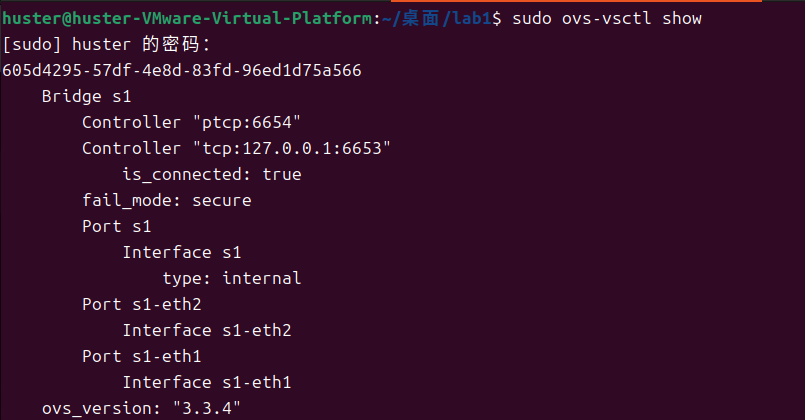 huster@huster-VMware-Virtual-Platform:~/桌面/lab1$ sudo ovs-vsctl show
[sudo] huster 的密码：
605d4295-57df-4e8d-83fd-96ed1d75a566
    Bridge s1
        Controller "ptcp:6654"
        Controller "tcp:127.0.0.1:6653"
            is_connected: true
        fail_mode: secure
        Port s1
            Interface s1
                type: internal
        Port s1-eth2
            Interface s1-eth2
        Port s1-eth1
            Interface s1-eth1
    ovs_version: "3.3.4"